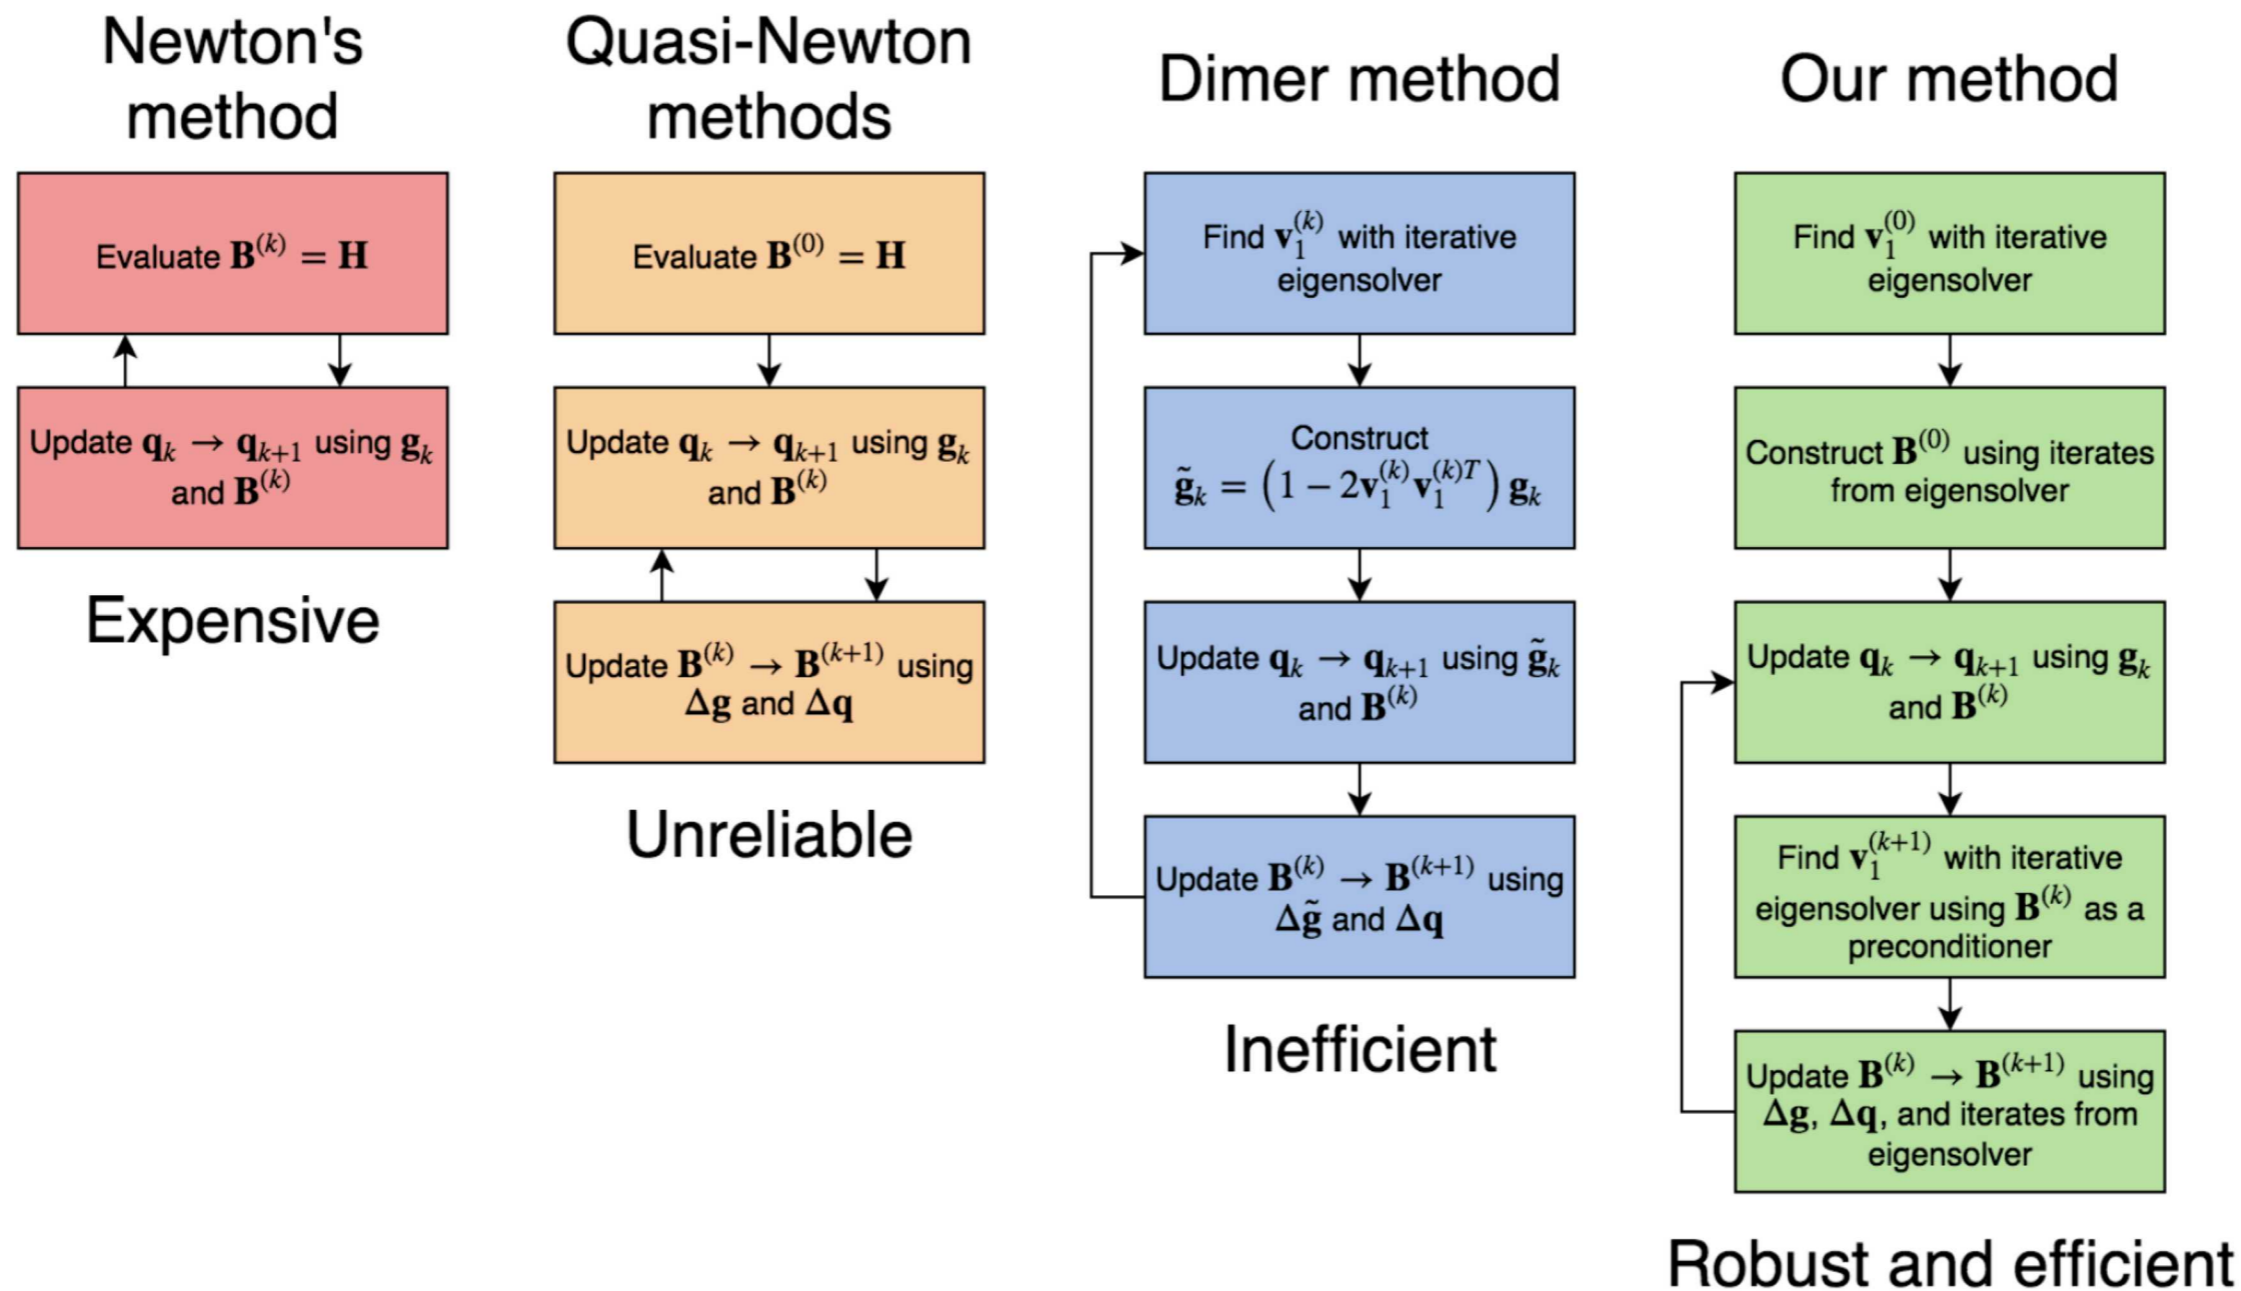 Newton's
method
Evaluate B^(k) = H
Update q_k → q_{k+1} using g_k
and B^(k)
Expensive
Quasi-Newton
methods
Evaluate B^(0) = H
Update q_k → q_{k+1} using g_k
and B^(k)
Update B^(k) → B^(k+1) using
Δg and Δq
Unreliable
Dimer method
Find v_1^(k) with iterative
eigensolver
Construct
g̃_k = (1 − 2v_1^(k) v_1^(k)T) g_k
Update q_k → q_{k+1} using g̃_k
and B^(k)
Update B^(k) → B^(k+1) using
Δg̃ and Δq
Inefficient
Our method
Find v_1^(0) with iterative
eigensolver
Construct B^(0) using iterates
from eigensolver
Update q_k → q_{k+1} using g_k
and B^(k)
Find v_1^(k+1) with iterative
eigensolver using B^(k) as a
preconditioner
Update B^(k) → B^(k+1) using
Δg, Δq, and iterates from
eigensolver
Robust and efficient